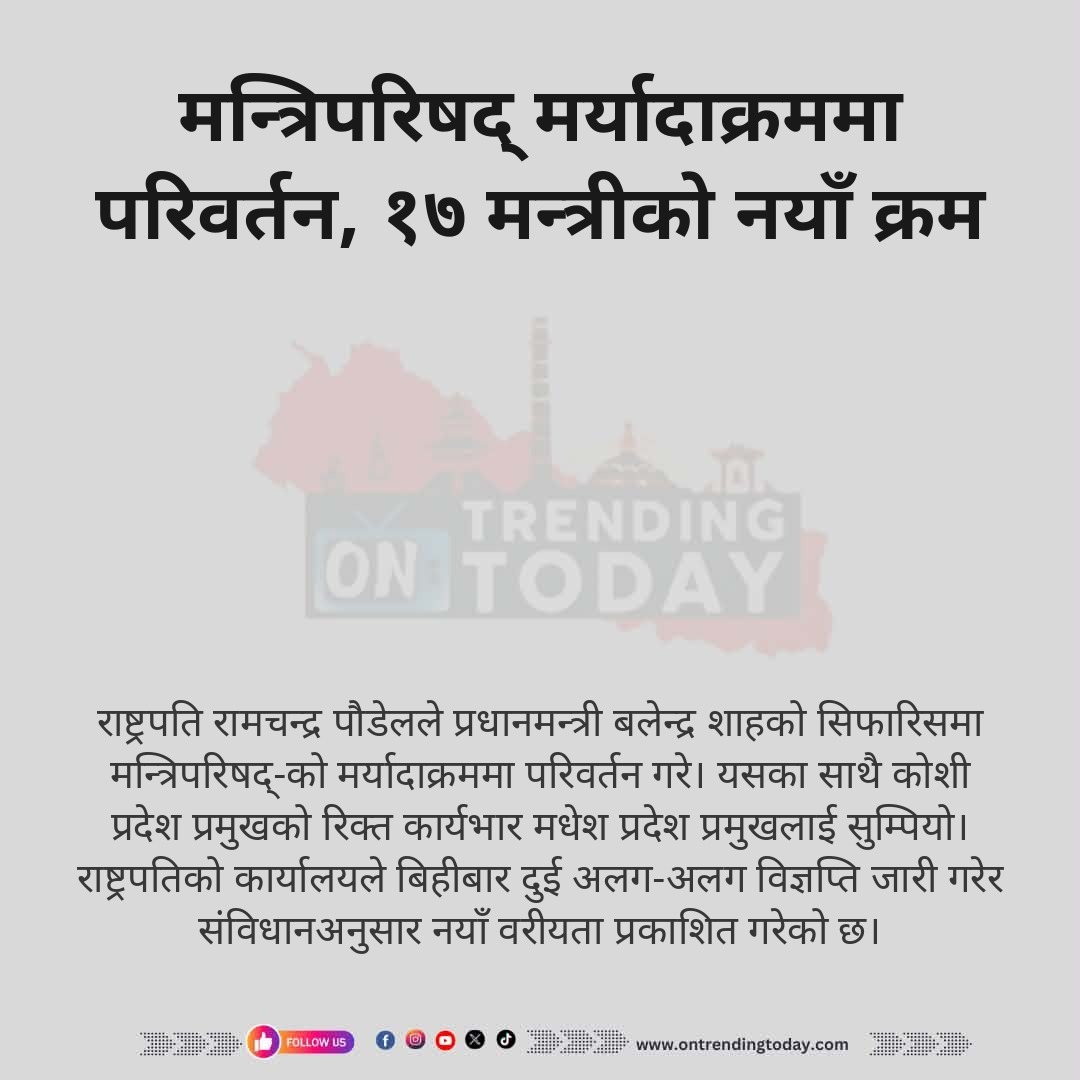 मन्त्रिपरिषद् मर्यादाक्रममा
परिवर्तन, १७ मन्त्रीको नयाँ क्रम
TRENDING
ON TODAY
राष्ट्रपति रामचन्द्र पौडेलले प्रधानमन्त्री बलेन्द्र शाहको सिफारिसमा
मन्त्रिपरिषद्-को मर्यादाक्रममा परिवर्तन गरे। यसका साथै कोशी
प्रदेश प्रमुखको रिक्त कार्यभार मधेश प्रदेश प्रमुखलाई सुम्पियो।
राष्ट्रपतिको कार्यालयले बिहीबार दुई अलग-अलग विज्ञप्ति जारी गरेर
संविधानअनुसार नयाँ वरीयता प्रकाशित गरेको छ।
FOLLOW US www.ontrendingtoday.com